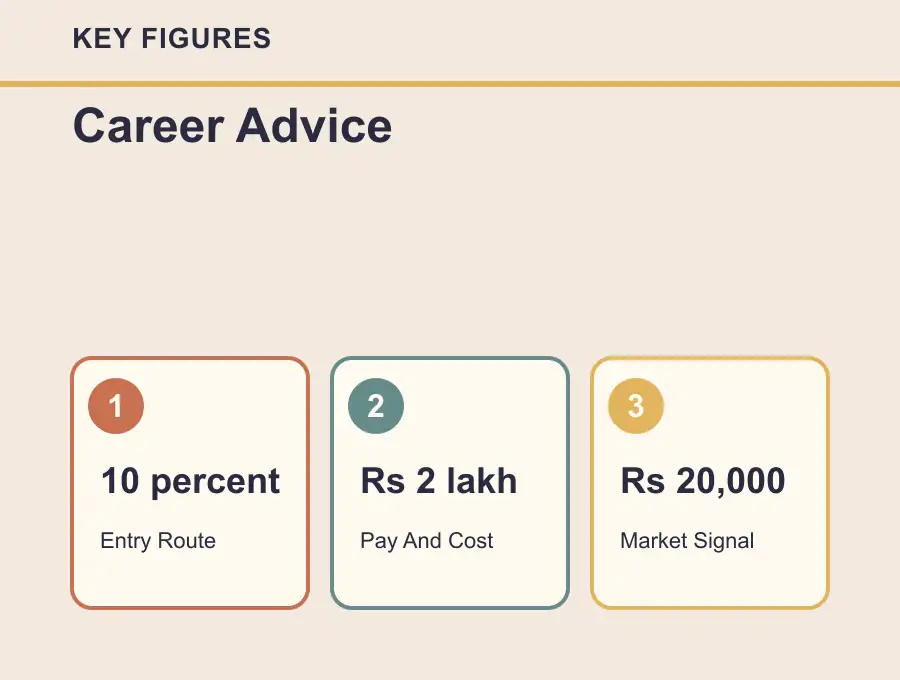 KEY FIGURES
Career Advice
1
10 percent
Entry Route
2
Rs 2 lakh
Pay And Cost
3
Rs 20,000
Market Signal